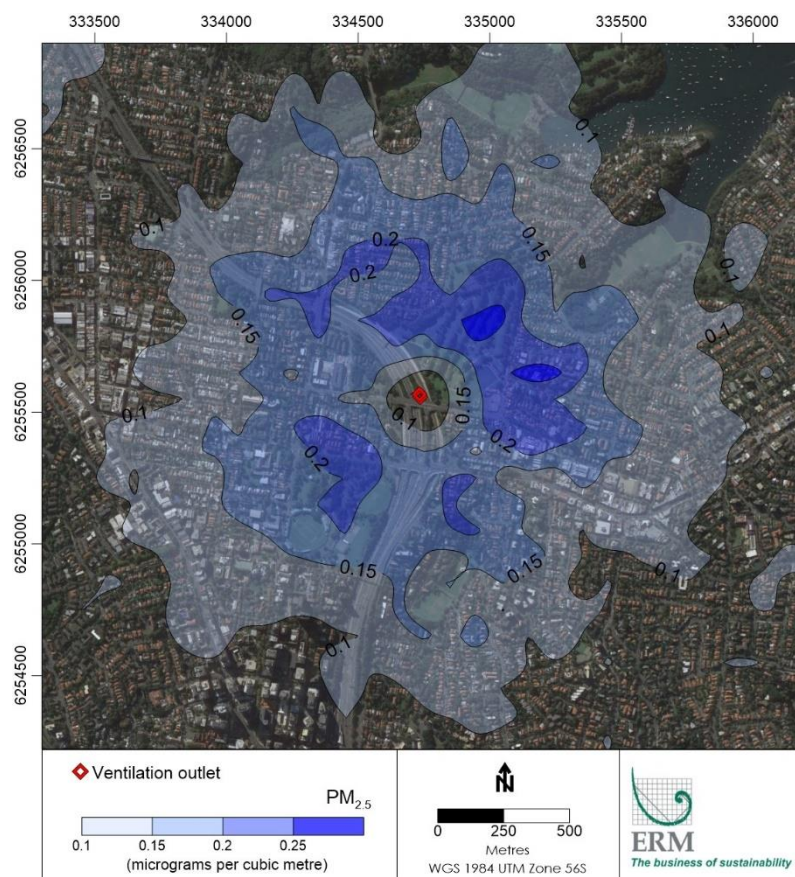 333500 334000 334500 335000 335500 336000
6256500
6256000
6255500
6255000
6254500
0.1
0.1
0.15
0.2
0.2
0.1
0.1
0.15
0.15
0.1
0.1
0.15
0.2
0.2
0.15
0.15
0.1
0.1
Ventilation outlet
PM2.5
0.1 0.15 0.2 0.25
(micrograms per cubic metre)
N
0 250 500
Metres
WGS 1984 UTM Zone 56S
ERM
The business of sustainability